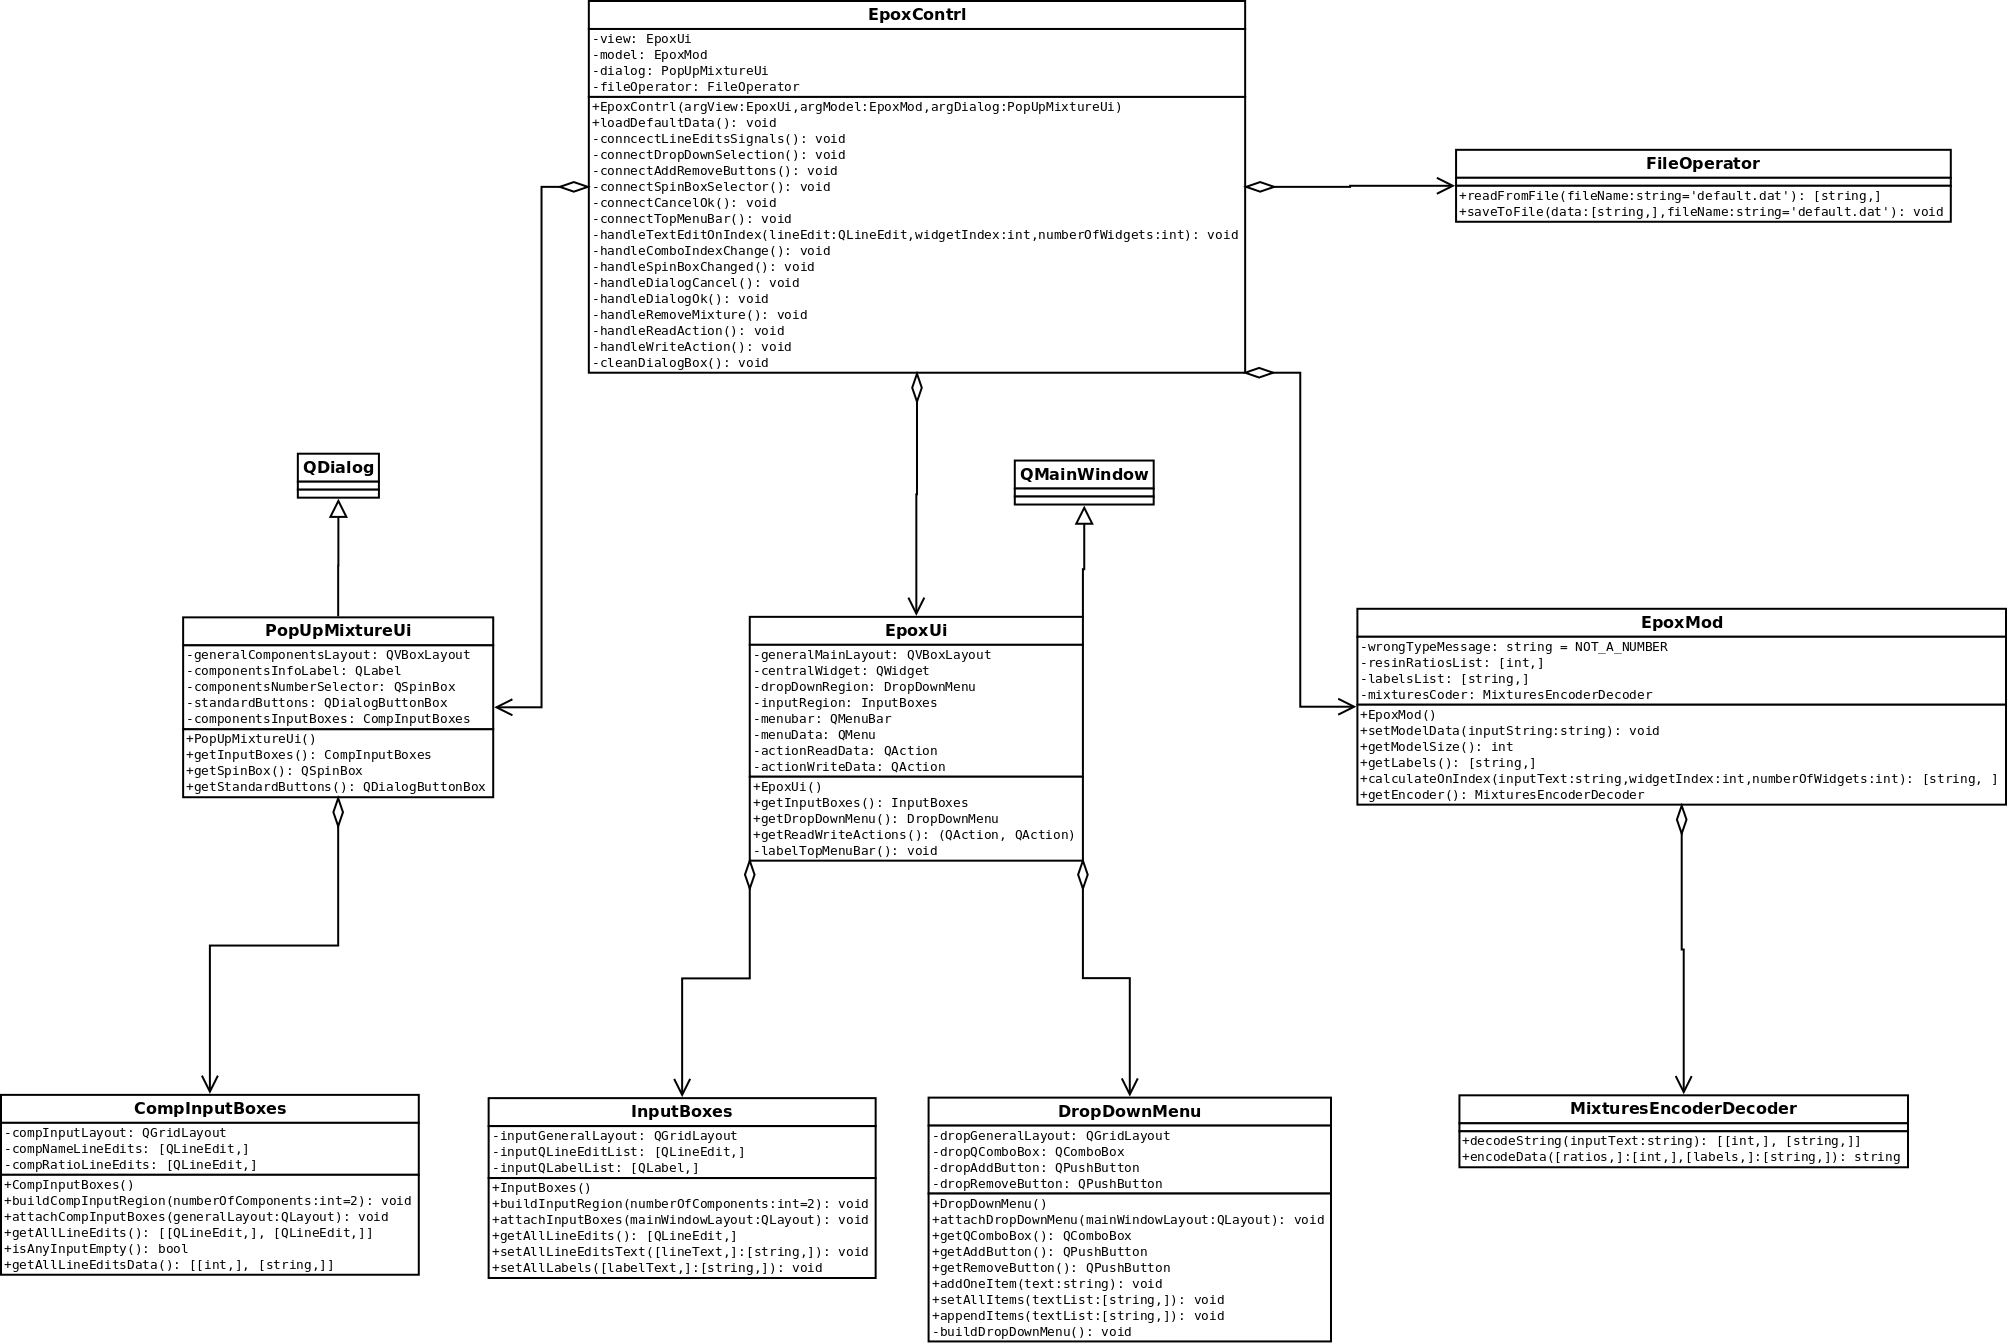 EpoxContrl
-view: EpoxUi
-model: EpoxMod
-dialog: PopUpMixtureUi
-fileOperator: FileOperator
+EpoxContrl(argView:EpoxUi,argModel:EpoxMod,argDialog:PopUpMixtureUi)
+loadDefaultData(): void
-conncectLineEditsSignals(): void
-connectDropDownSelection(): void
-connectAddRemoveButtons(): void
-connectSpinBoxSelector(): void
-connectCancelOk(): void
-connectTopMenuBar(): void
-handleTextEditOnIndex(lineEdit:QLineEdit,widgetIndex:int,numberOfWidgets:int): void
-handleComboIndexChange(): void
-handleSpinBoxChanged(): void
-handleDialogCancel(): void
-handleDialogOk(): void
-handleRemoveMixture(): void
-handleReadAction(): void
-handleWriteAction(): void
-cleanDialogBox(): void
FileOperator
+readFromFile(fileName:string='default.dat'): [string,]
+saveToFile(data:[string,],fileName:string='default.dat'): void
QDialog
QMainWindow
PopUpMixtureUi
-generalComponentsLayout: QVBoxLayout
-componentsInfoLabel: QLabel
-componentsNumberSelector: QSpinBox
-standardButtons: QDialogButtonBox
-componentsInputBoxes: CompInputBoxes
+PopUpMixtureUi()
+getInputBoxes(): CompInputBoxes
+getSpinBox(): QSpinBox
+getStandardButtons(): QDialogButtonBox
EpoxUi
-generalMainLayout: QVBoxLayout
-centralWidget: QWidget
-dropDownRegion: DropDownMenu
-inputRegion: InputBoxes
-menubar: QMenuBar
-menuData: QMenu
-actionReadData: QAction
-actionWriteData: QAction
+EpoxUi()
+getInputBoxes(): InputBoxes
+getDropDownMenu(): DropDownMenu
+getReadWriteActions(): (QAction, QAction)
-labelTopMenuBar(): void
EpoxMod
-wrongTypeMessage: string = NOT_A_NUMBER
-resinRatiosList: [int,]
-labelsList: [string,]
-mixturesCoder: MixturesEncoderDecoder
+EpoxMod()
+setModelData(inputString:string): void
+getModelSize(): int
+getLabels(): [string,]
+calculateOnIndex(inputText:string,widgetIndex:int,numberOfWidgets:int): [string, ]
+getEncoder(): MixturesEncoderDecoder
CompInputBoxes
-compInputLayout: QGridLayout
-compNameLineEdits: [QLineEdit,]
-compRatioLineEdits: [QLineEdit,]
+CompInputBoxes()
+buildCompInputRegion(numberOfComponents:int=2): void
+attachCompInputBoxes(generalLayout:QLayout): void
+getAllLineEdits(): [[QLineEdit,], [QLineEdit,]]
+isAnyInputEmpty(): bool
+getAllLineEditsData(): [[int,], [string,]]
InputBoxes
-inputGeneralLayout: QGridLayout
-inputQLineEditList: [QLineEdit,]
-inputQLabelList: [QLabel,]
+InputBoxes()
+buildInputRegion(numberOfComponents:int=2): void
+attachInputBoxes(mainWindowLayout:QLayout): void
+getAllLineEdits(): [QLineEdit,]
+setAllLineEditsText([lineText,]:[string,]): void
+setAllLabels([labelText,]:[string,]): void
DropDownMenu
-dropGeneralLayout: QGridLayout
-dropQComboBox: QComboBox
-dropAddButton: QPushButton
-dropRemoveButton: QPushButton
+DropDownMenu()
+attachDropDownMenu(mainWindowLayout:QLayout): void
+getQComboBox(): QComboBox
+getAddButton(): QPushButton
+getRemoveButton(): QPushButton
+addOneItem(text:string): void
+setAllItems(textList:[string,]): void
+appendItems(textList:[string,]): void
-buildDropDownMenu(): void
MixturesEncoderDecoder
+decodeString(inputText:string): [[int,], [string,]]
+encodeData([ratios,]:[int,],[labels,]:[string,]): string